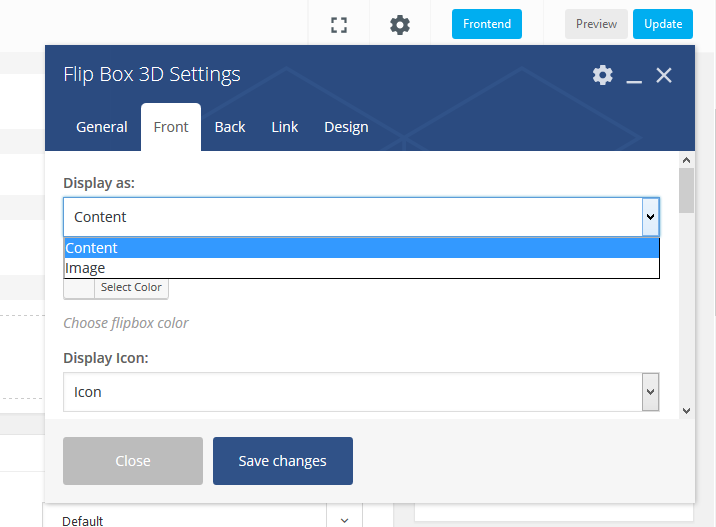 Frontend
Preview
Update
Flip Box 3D Settings
General
Front
Back
Link
Design
Display as:
Content
Content
Image
Select Color
Choose flipbox color
Display Icon:
Icon
Close
Save changes
Default